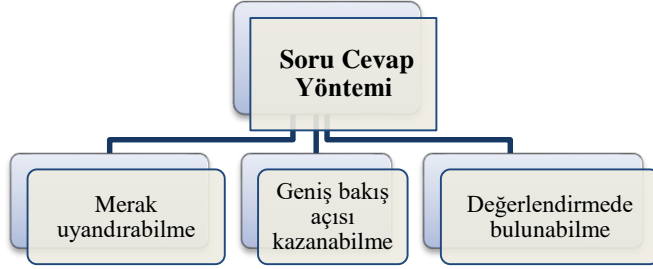 Soru Cevap
Yöntemi
Merak
uyandırabilme
Geniş bakış
açısı
kazanabilme
Değerlendirmede
bulunabilme